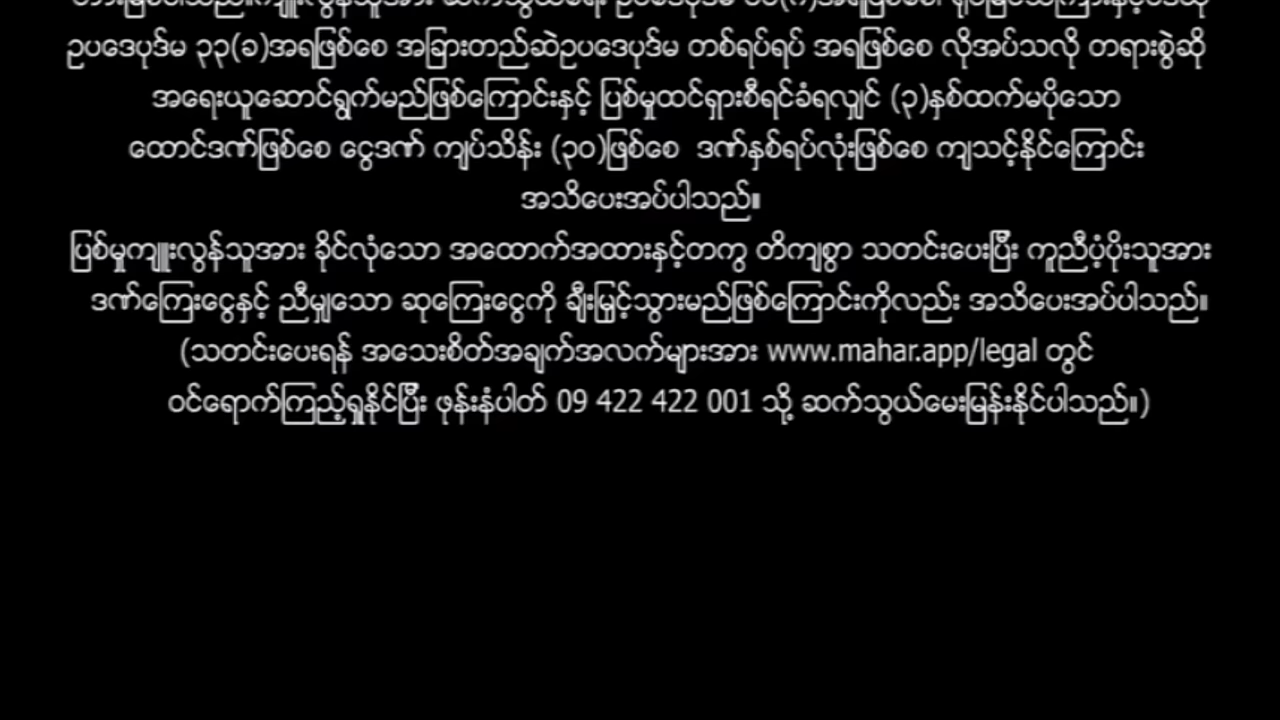 ဥပဒေပုဒ်မ ၃၃(ခ)အရဖြစ်စေ အခြားတည်ဆဲဥပဒေပုဒ်မ တစ်ရပ်ရပ် အရဖြစ်စေ လိုအပ်သလို တရားစွဲဆို
အရေးယူဆောင်ရွက်မည်ဖြစ်ကြောင်းနှင့် ပြစ်မှုထင်ရှားစီရင်ခံရလျှင် (၃)နှစ်ထက်မပိုသော
ထောင်ဒဏ်ဖြစ်စေ ငွေဒဏ် ကျပ်သိန်း (၃၀)ဖြစ်စေ ဒဏ်နှစ်ရပ်လုံးဖြစ်စေ ကျသင့်နိုင်ကြောင်း
အသိပေးအပ်ပါသည်။
ပြစ်မှုကျူးလွန်သူအား ခိုင်လုံသော အထောက်အထားနှင့်တကွ တိကျစွာ သတင်းပေးပြီး ကူညီပံ့ပိုးသူအား
ဒဏ်ကြေးငွေနှင့် ညီမျှသော ဆုကြေးငွေကို ချီးမြှင့်သွားမည်ဖြစ်ကြောင်းကိုလည်း အသိပေးအပ်ပါသည်။
(သတင်းပေးရန် အသေးစိတ်အချက်အလက်များအား www.mahar.app/legal တွင်
ဝင်ရောက်ကြည့်ရှုနိုင်ပြီး ဖုန်းနံပါတ် 09 422 422 001 သို့ ဆက်သွယ်မေးမြန်းနိုင်ပါသည်။)